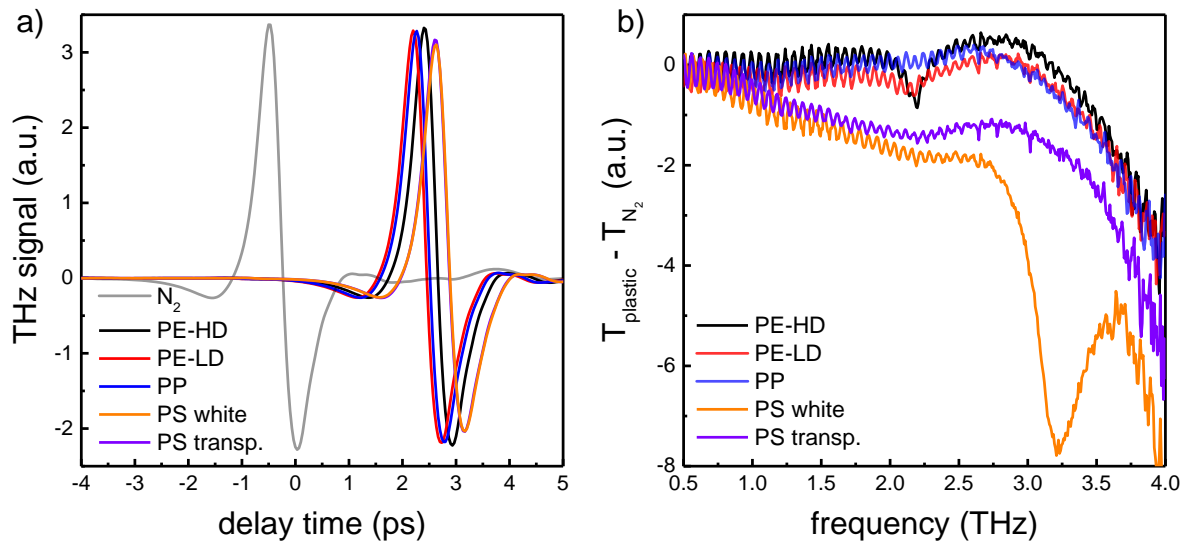 a)
THz signal (a.u.)
3
2
1
0
-1
-2
N2
PE-HD
PE-LD
PP
PS white
PS transp.
-4 -3 -2 -1 0 1 2 3 4 5
delay time (ps)
b)
T plastic - T N2 (a.u.)
0
-2
-4
-6
-8
PE-HD
PE-LD
PP
PS white
PS transp.
0.5 1.0 1.5 2.0 2.5 3.0 3.5 4.0
frequency (THz)